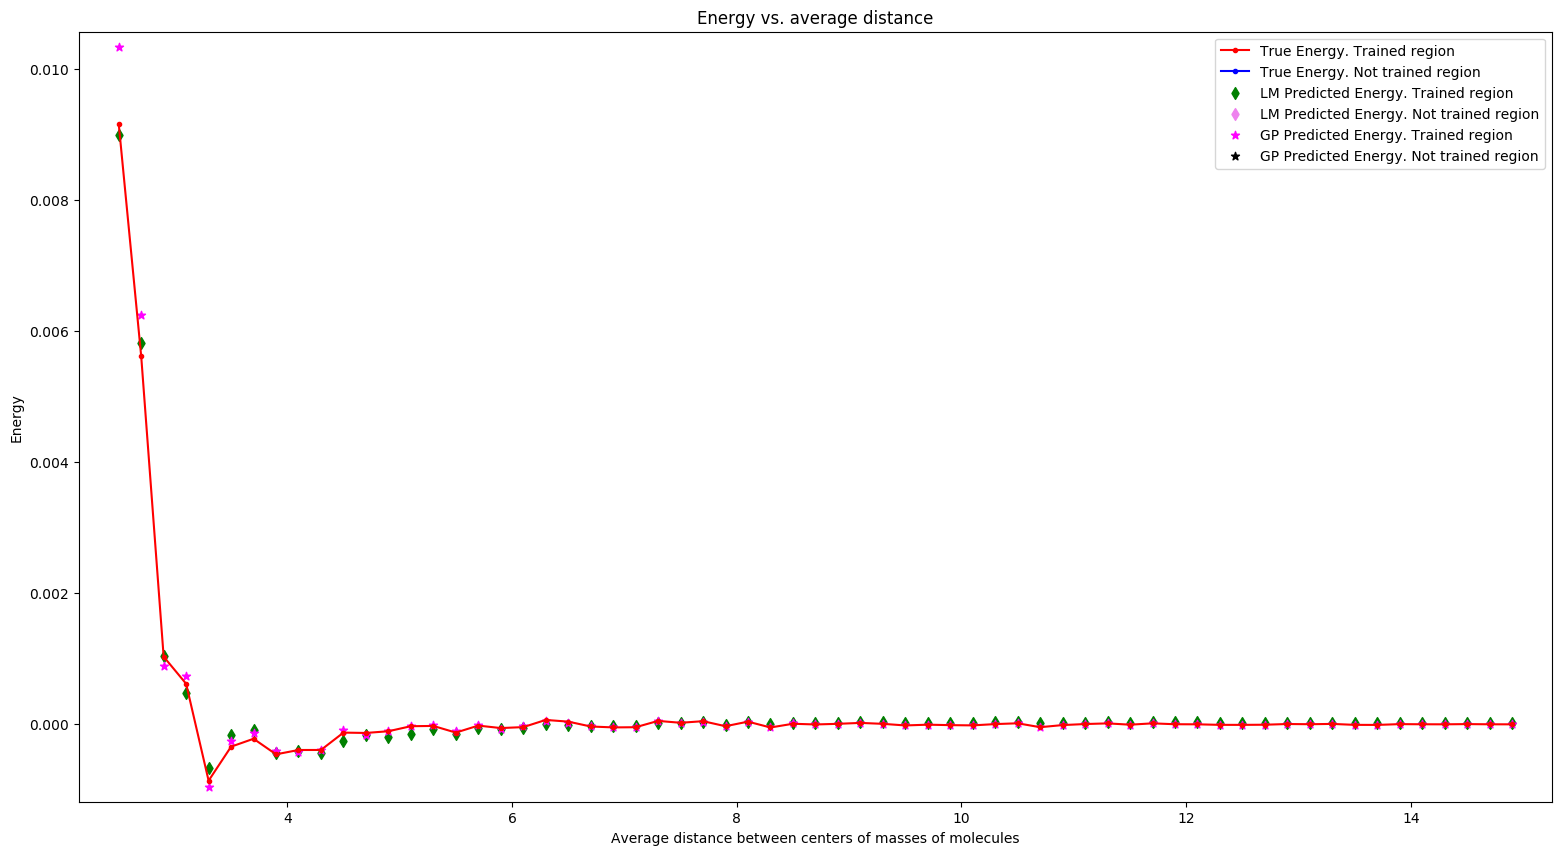 Energy vs. average distance
True Energy. Trained region
True Energy. Not trained region
LM Predicted Energy. Trained region
LM Predicted Energy. Not trained region
GP Predicted Energy. Trained region
GP Predicted Energy. Not trained region
0.010
0.008
0.006
0.004
0.002
0.000
Energy
4 6 8 10 12 14
Average distance between centers of masses of molecules